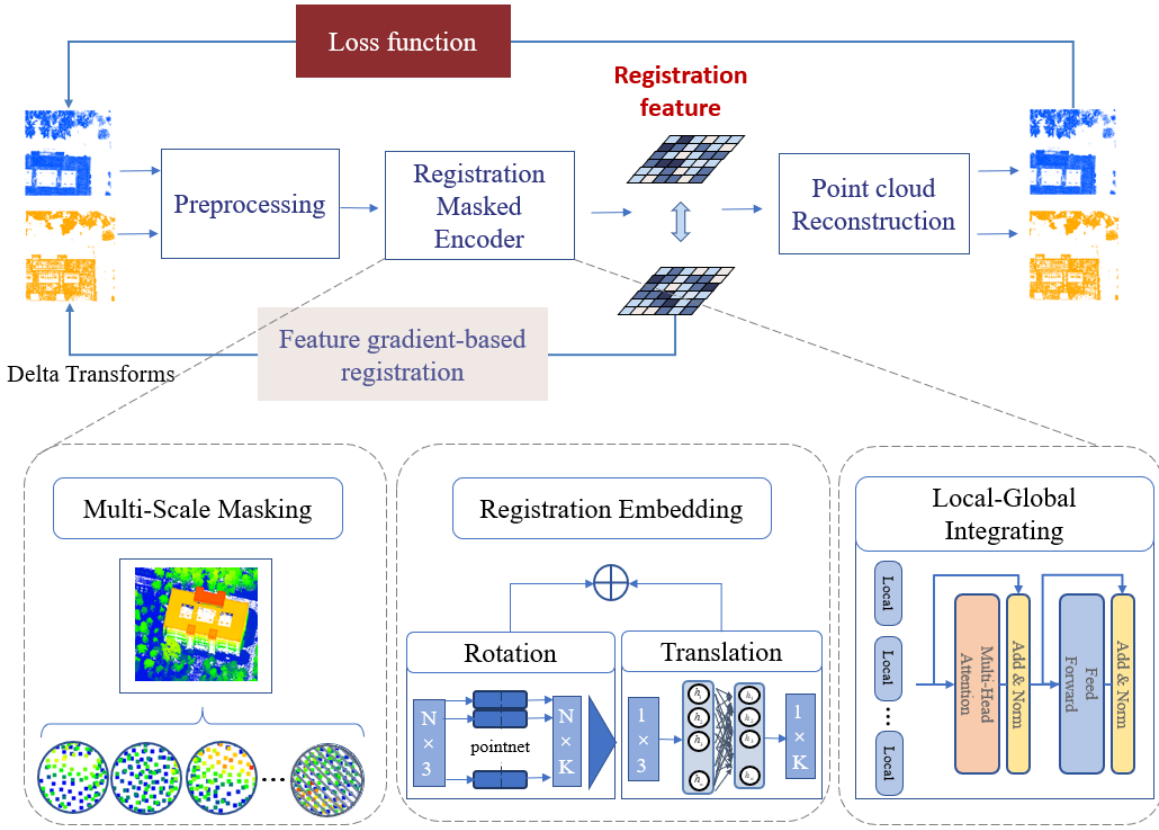 Loss function
Registration
feature
Preprocessing
Registration
Masked
Encoder
Point cloud
Reconstruction
Feature gradient-based
registration
Delta Transforms
Multi-Scale Masking
Registration Embedding
Local-Global
Integrating
Rotation
Translation
N×3
pointnet
N×K
1×3
1×K
Local
Local
...
Local
Multi-Head
Attention
Add & Norm
Feed
Forward
Add & Norm
...